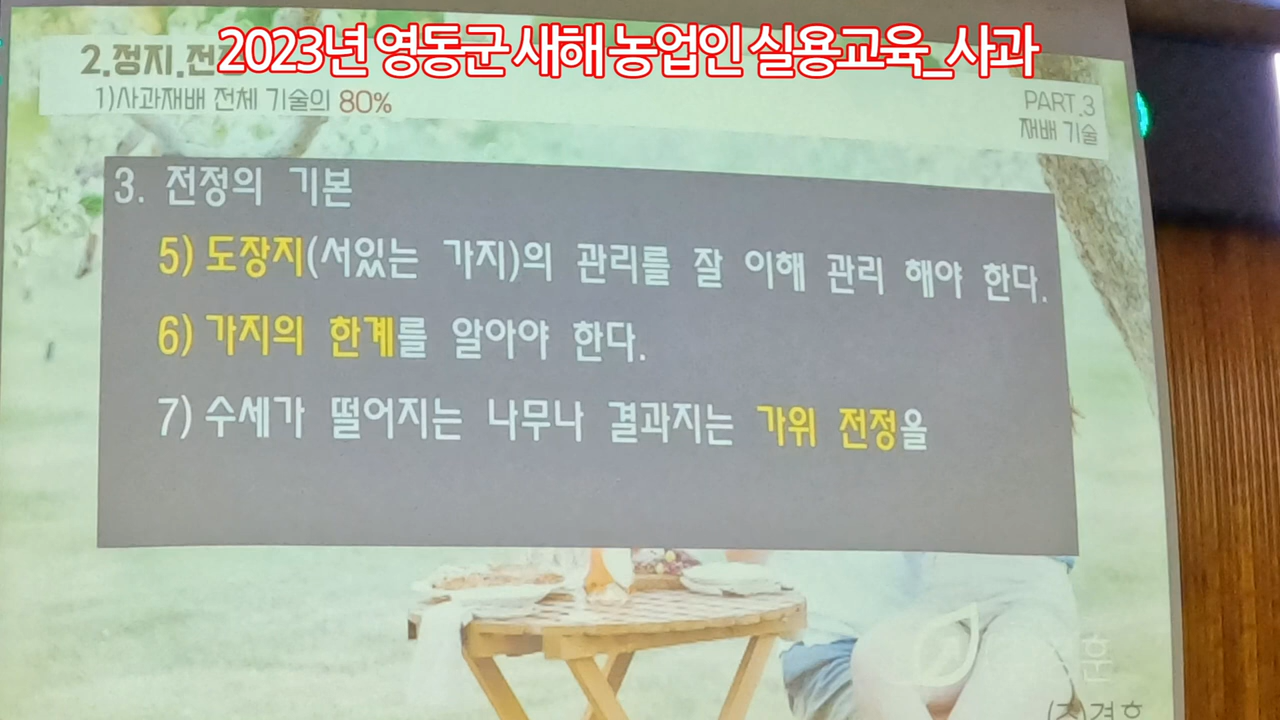 2023년 영동군 새해 농업인 실용교육_사과
2.정지.전정
1)사과재배 전체 기술의 80%
PART.3
재배 기술
3. 전정의 기본
5) 도장지(서있는 가지)의 관리를 잘 이해 관리 해야 한다.
6) 가지의 한계를 알아야 한다.
7) 수세가 떨어지는 나무나 결과지는 가위 전정을
훈